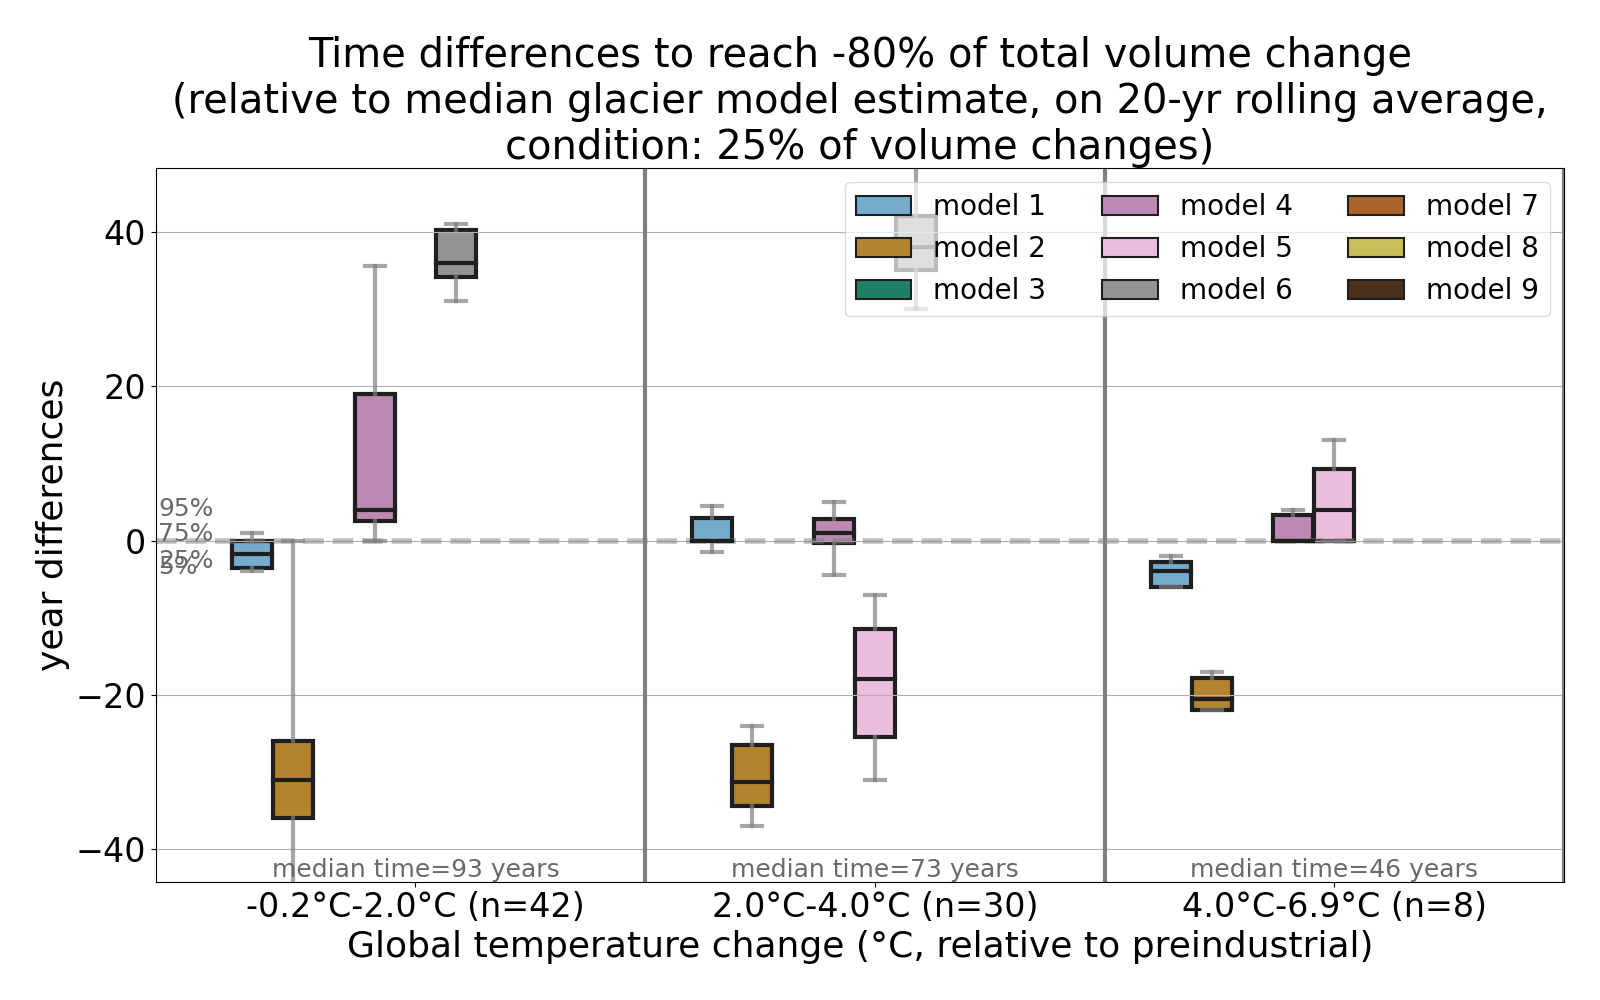 Time differences to reach -80% of total volume change
(relative to median glacier model estimate, on 20-yr rolling average,
condition: 25% of volume changes)
model 1
model 4
model 7
model 2
model 5
model 8
model 3
model 6
model 9
year differences
40
20
0
−20
−40
95%
75%
25%
5%
median time=93 years
median time=73 years
median time=46 years
-0.2°C-2.0°C (n=42)
2.0°C-4.0°C (n=30)
4.0°C-6.9°C (n=8)
Global temperature change (°C, relative to preindustrial)